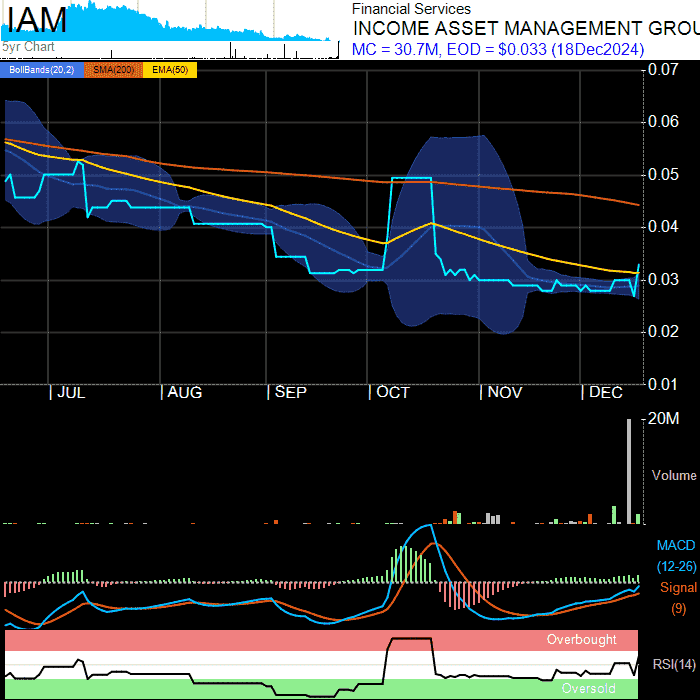 IAM
5yr Chart
Financial Services
INCOME ASSET MANAGEMENT GROU
MC = 30.7M, EOD = $0.033 (18Dec2024)
BollBands(20,2) SMA(200) EMA(50)
0.07
0.06
0.05
0.04
0.03
0.02
0.01
JUL AUG SEP OCT NOV DEC
20M
Volume
MACD
(12-26)
Signal
(9)
Overbought
RSI(14)
Oversold